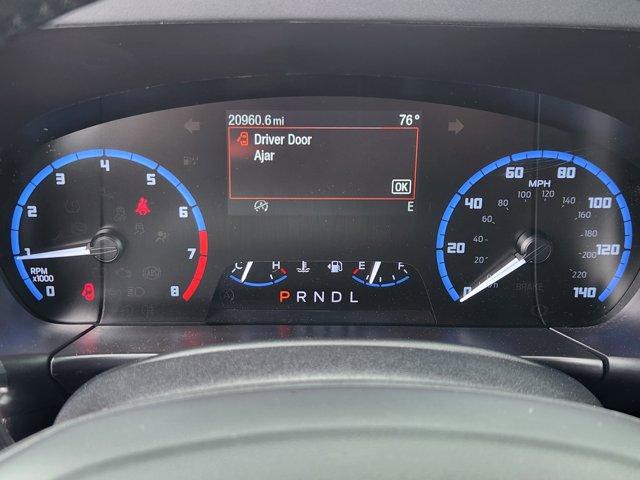 20960.6 mi 76°
Driver Door
Ajar
OK
E
0 1 2 3 4 5 6 7 8
RPM
x1000
C H E F
PRNDL
0 20 40 60 80 100 120 140
MPH
20 40 60 80 100 120 140 160 180 200 220
BRAKE